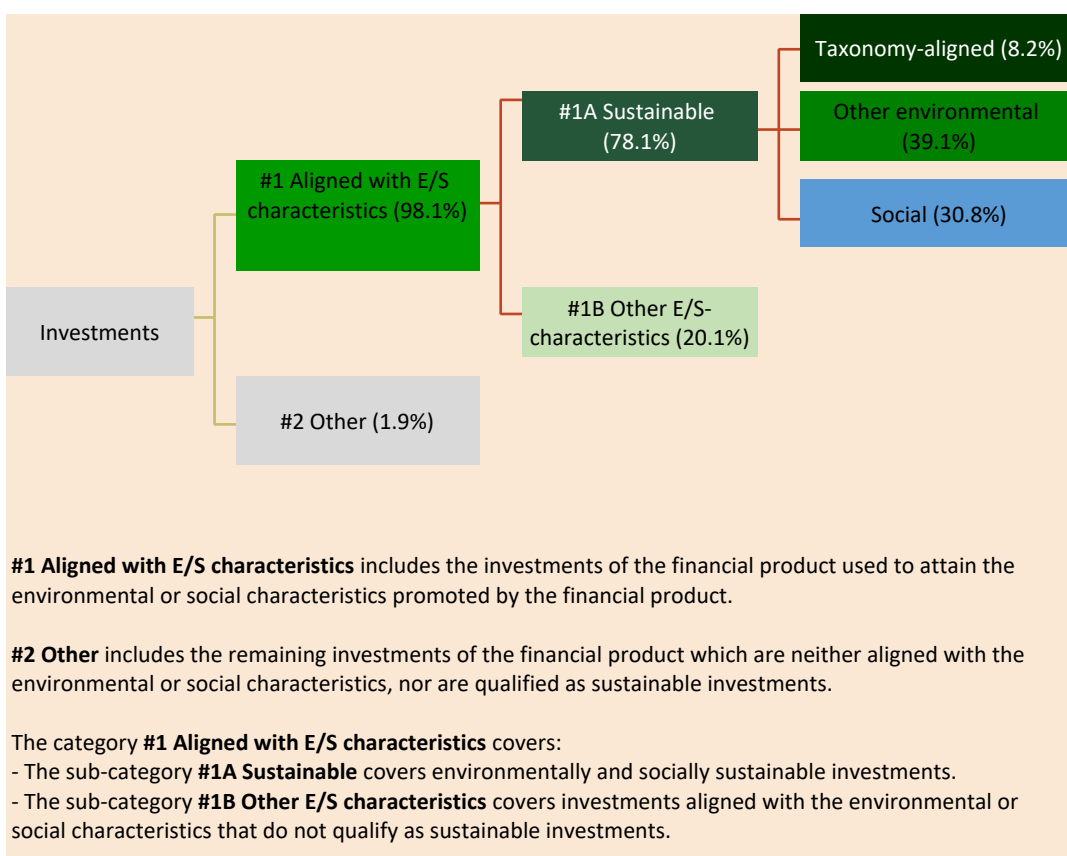 Taxonomy-aligned (8.2%)
#1A Sustainable
(78.1%)
Other environmental
(39.1%)
#1 Aligned with E/S
characteristics (98.1%)
Social (30.8%)
Investments
#1B Other E/S-
characteristics (20.1%)
#2 Other (1.9%)
#1 Aligned with E/S characteristics includes the investments of the financial product used to attain the
environmental or social characteristics promoted by the financial product.
#2 Other includes the remaining investments of the financial product which are neither aligned with the
environmental or social characteristics, nor are qualified as sustainable investments.
The category #1 Aligned with E/S characteristics covers:
- The sub-category #1A Sustainable covers environmentally and socially sustainable investments.
- The sub-category #1B Other E/S characteristics covers investments aligned with the environmental or
social characteristics that do not qualify as sustainable investments.